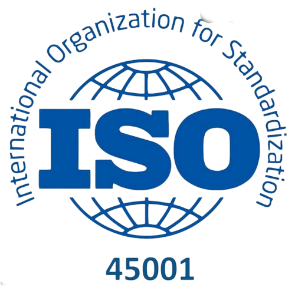 International Organization for Standardization
ISO
45001